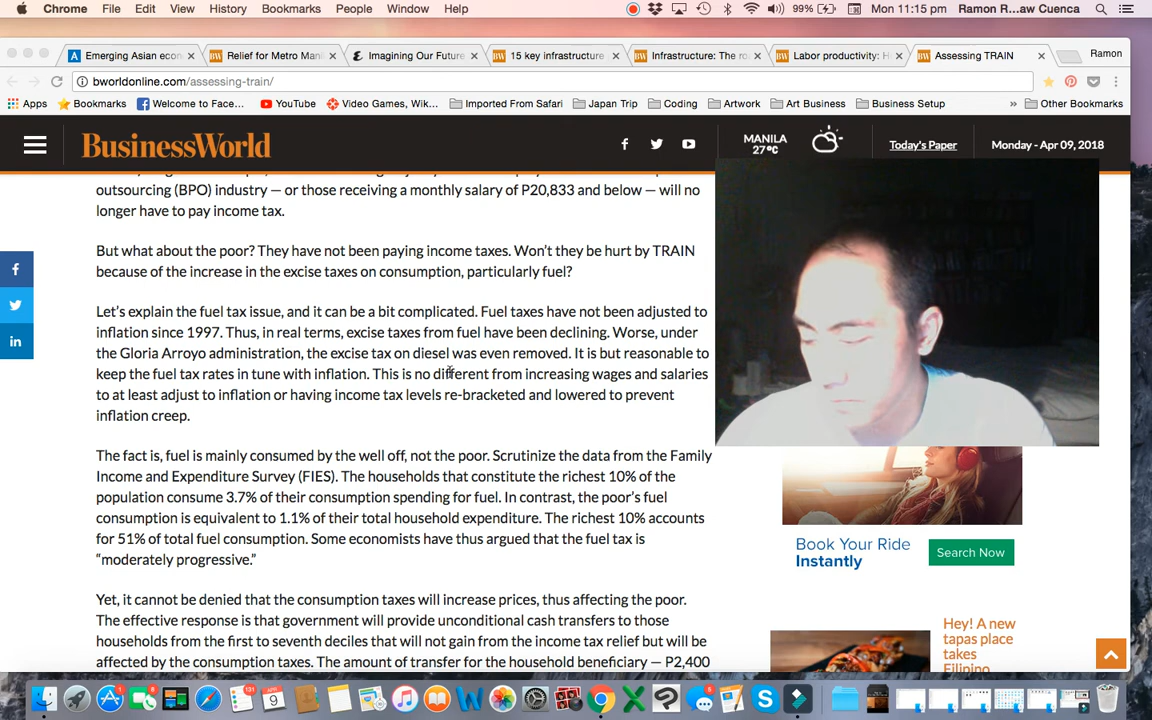 Chrome File Edit View History Bookmarks People Window Help 99% Mon 11:15 pm Ramon R...aw Cuenca
Emerging Asian econ Relief for Metro Mani Imagining Our Future 15 key infrastructure Infrastructure: The ro Labor productivity: Hi Assessing TRAIN Ramon
bworldonline.com/assessing-train/
Apps Bookmarks Welcome to Face... YouTube Video Games, Wik... Imported From Safari Japan Trip Coding Artwork Art Business Business Setup » Other Bookmarks
BusinessWorld MANILA 27°C Today's Paper Monday - Apr 09, 2018
outsourcing (BPO) industry — or those receiving a monthly salary of P20,833 and below — will no
longer have to pay income tax.
But what about the poor? They have not been paying income taxes. Won't they be hurt by TRAIN
because of the increase in the excise taxes on consumption, particularly fuel?
Let's explain the fuel tax issue, and it can be a bit complicated. Fuel taxes have not been adjusted to
inflation since 1997. Thus, in real terms, excise taxes from fuel have been declining. Worse, under
the Gloria Arroyo administration, the excise tax on diesel was even removed. It is but reasonable to
keep the fuel tax rates in tune with inflation. This is no different from increasing wages and salaries
to at least adjust to inflation or having income tax levels re-bracketed and lowered to prevent
inflation creep.
The fact is, fuel is mainly consumed by the well off, not the poor. Scrutinize the data from the Family
Income and Expenditure Survey (FIES). The households that constitute the richest 10% of the
population consume 3.7% of their consumption spending for fuel. In contrast, the poor's fuel
consumption is equivalent to 1.1% of their total household expenditure. The richest 10% accounts
for 51% of total fuel consumption. Some economists have thus argued that the fuel tax is
“moderately progressive.”
Yet, it cannot be denied that the consumption taxes will increase prices, thus affecting the poor.
The effective response is that government will provide unconditional cash transfers to those
households from the first to seventh deciles that will not gain from the income tax relief but will be
affected by the consumption taxes. The amount of transfer for the household beneficiary — P2,400
Book Your Ride
Instantly
Search Now
Hey! A new
tapas place
takes
Filipino